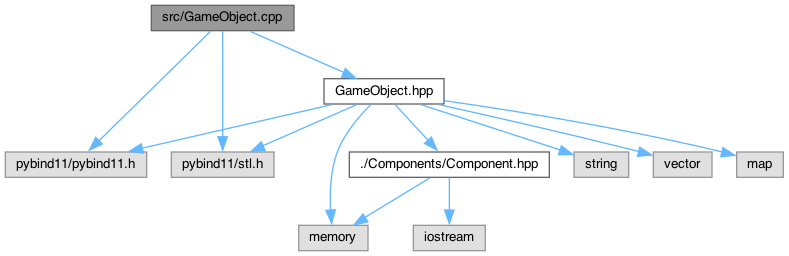 src/GameObject.cpp
GameObject.hpp
pybind11/pybind11.h
pybind11/stl.h
./Components/Component.hpp
string
vector
map
memory
iostream